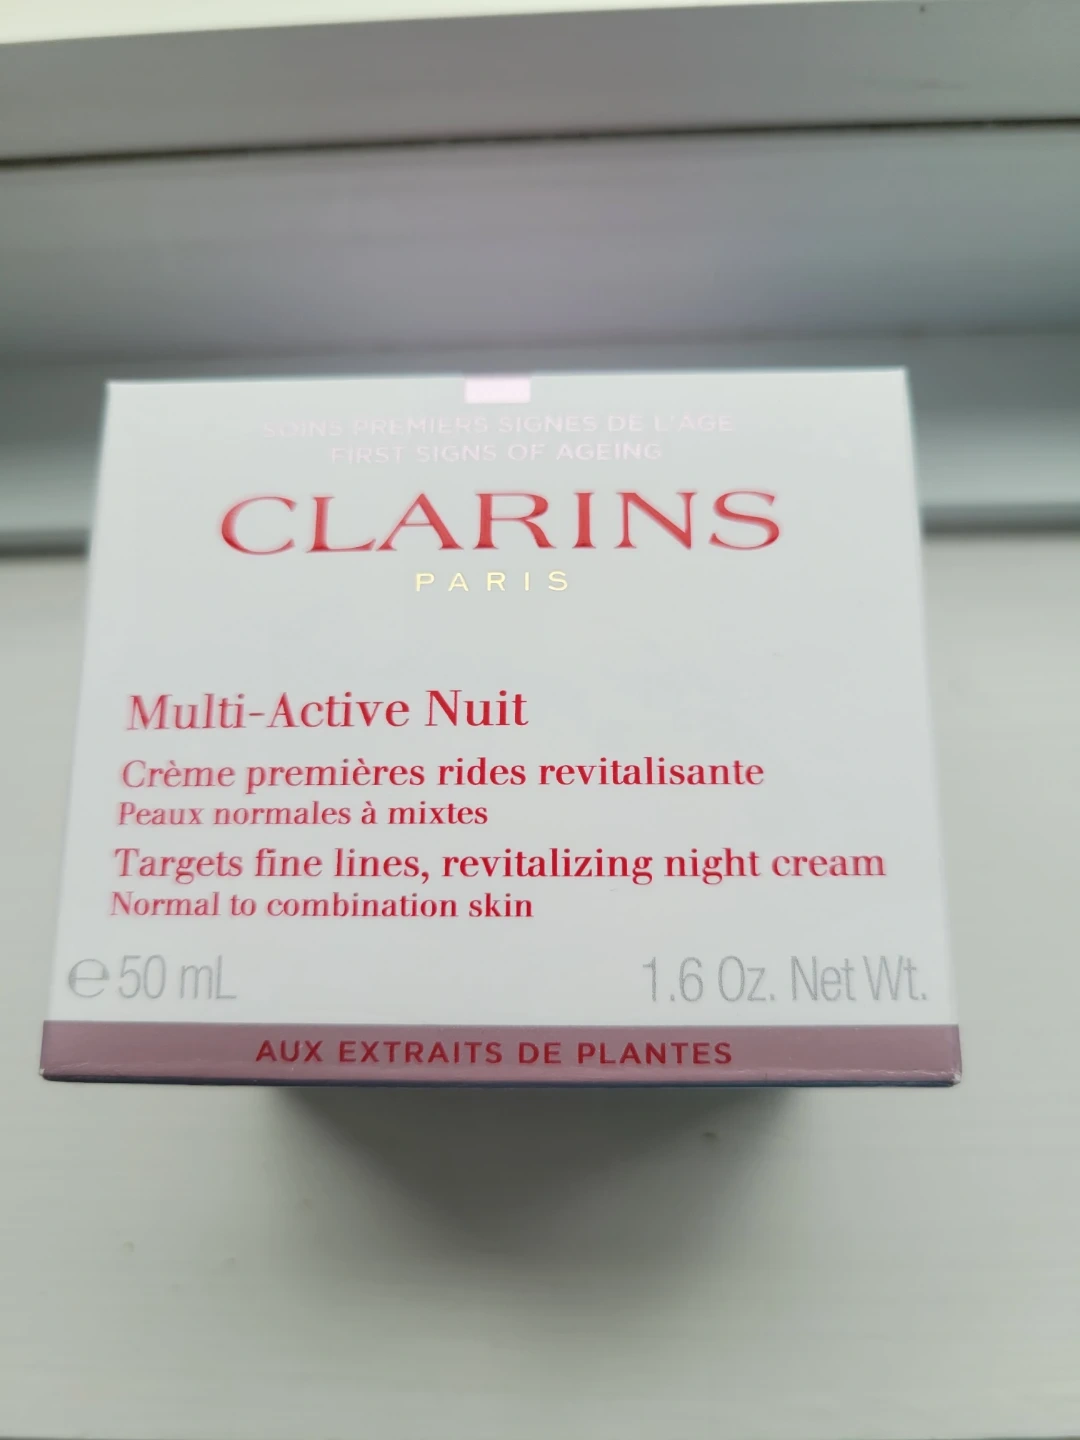 SOINS PREMIERS SIGNES DE L'ÂGE
FIRST SIGNS OF AGEING
CLARINS
PARIS
Multi-Active Nuit
Crème premières rides revitalisante
Peaux normales à mixtes
Targets fine lines, revitalizing night cream
Normal to combination skin
℮ 50 mL 1.6 Oz. Net Wt.
AUX EXTRAITS DE PLANTES